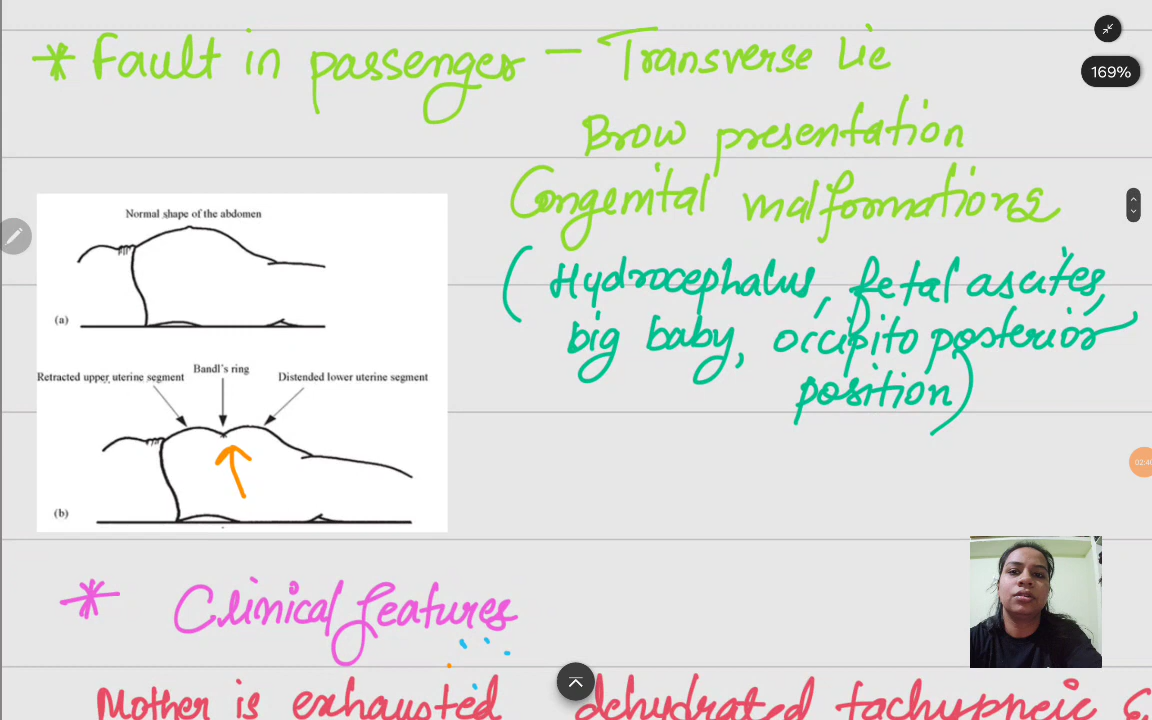 * Fault in passenger - Transverse Lie
169%
Brow presentation
Congenital malformations
(Hydrocephalus, fetal ascites,
big baby, occipito posterior
position)
Normal shape of the abdomen
(a)
Bandl's ring
Retracted upper uterine segment
Distended lower uterine segment
(b)
* Clinical features
Mother is exhausted dehydrated tachypneic